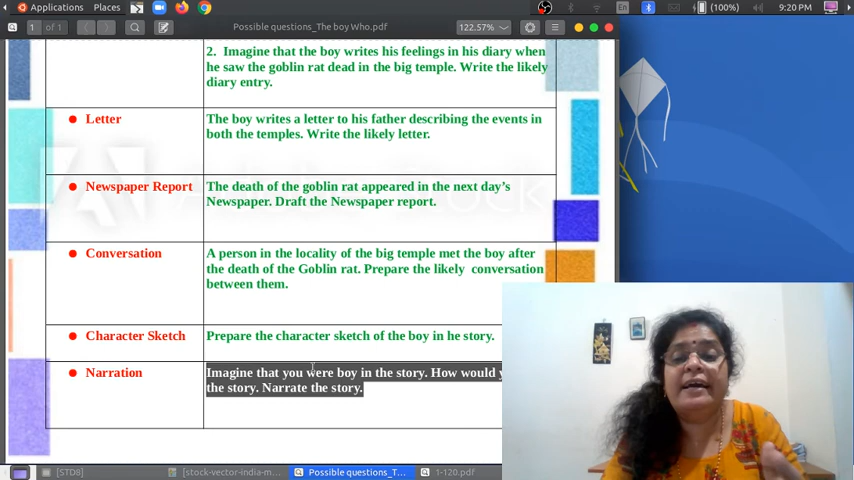 Applications Places En (100%) 9:20 PM
1 of 1 Possible questions_The boy Who.pdf 122.57%
2. Imagine that the boy writes his feelings in his diary when
he saw the goblin rat dead in the big temple. Write the likely
diary entry.
Letter
The boy writes a letter to his father describing the events in
both the temples. Write the likely letter.
Newspaper Report
The death of the goblin rat appeared in the next day's
Newspaper. Draft the Newspaper report.
Conversation
A person in the locality of the big temple met the boy after
the death of the Goblin rat. Prepare the likely conversation
between them.
Character Sketch
Prepare the character sketch of the boy in he story.
Narration
Imagine that you were boy in the story. How would
the story. Narrate the story.
[STD8] [stock-vector-india-m... Possible questions_T... 1-120.pdf